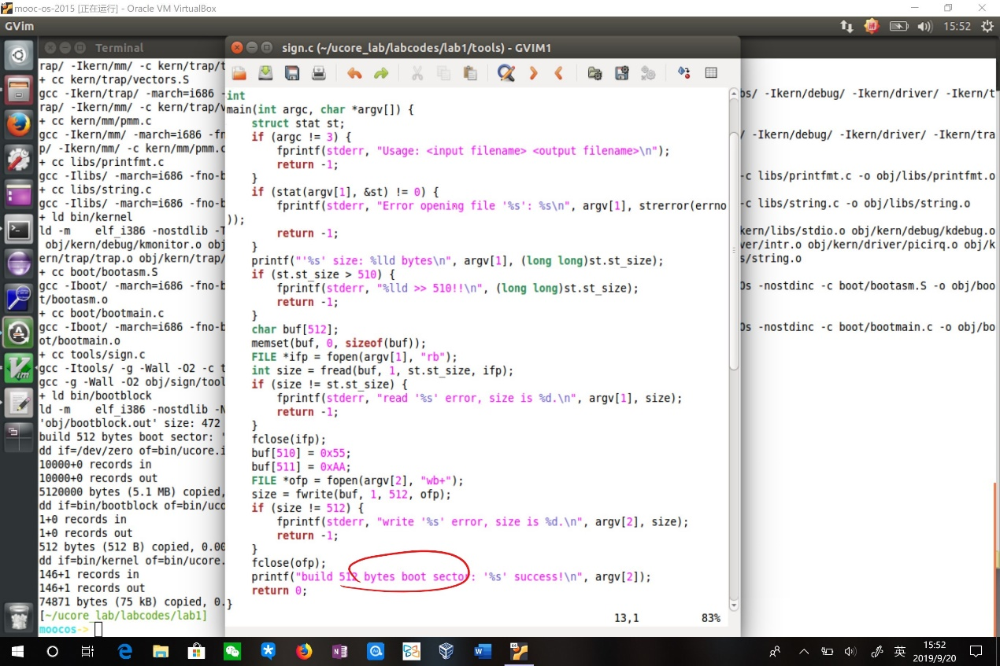 mooc-os-2015 [正在运行] - Oracle VM VirtualBox
GVim
15:52
Terminal
rap/ -Ikern/mm/ -c kern/trap/t
+ cc kern/trap/vectors.S
gcc -Ikern/trap/ -march=i686 -
rap/ -Ikern/mm/ -c kern/trap/v
+ cc kern/mm/pmm.c
gcc -Ikern/mm/ -march=i686 -fn
p/ -Ikern/mm/ -c kern/mm/pmm.c
+ cc libs/printfmt.c
gcc -Ilibs/ -march=i686 -fno-b
+ cc libs/string.c
gcc -Ilibs/ -march=i686 -fno-b
+ ld bin/kernel
ld -m    elf_i386 -nostdlib -T
obj/kern/debug/kmonitor.o obj
ern/trap/trap.o obj/kern/trap/
+ cc boot/bootasm.S
gcc -Iboot/ -march=i686 -fno-b
t/bootasm.o
+ cc boot/bootmain.c
gcc -Iboot/ -march=i686 -fno-b
ot/bootmain.o
+ cc tools/sign.c
gcc -Itools/ -g -Wall -O2 -c t
gcc -g -Wall -O2 obj/sign/tool
+ ld bin/bootblock
ld -m    elf_i386 -nostdlib -N
'obj/bootblock.out' size: 472
build 512 bytes boot sector: '
dd if=/dev/zero of=bin/ucore.i
10000+0 records in
10000+0 records out
5120000 bytes (5.1 MB) copied,
dd if=bin/bootblock of=bin/uco
1+0 records in
1+0 records out
512 bytes (512 B) copied, 0.00
dd if=bin/kernel of=bin/ucore.
146+1 records in
146+1 records out
74871 bytes (75 kB) copied, 0.
[~/ucore_lab/labcodes/lab1]
moocos->
sign.c (~/ucore_lab/labcodes/lab1/tools) - GVIM1
int
main(int argc, char *argv[]) {
    struct stat st;
    if (argc != 3) {
        fprintf(stderr, "Usage: <input filename> <output filename>\n");
        return -1;
    }
    if (stat(argv[1], &st) != 0) {
        fprintf(stderr, "Error opening file '%s': %s\n", argv[1], strerror(errno
));
        return -1;
    }
    printf("'%s' size: %lld bytes\n", argv[1], (long long)st.st_size);
    if (st.st_size > 510) {
        fprintf(stderr, "%lld >> 510!!\n", (long long)st.st_size);
        return -1;
    }
    char buf[512];
    memset(buf, 0, sizeof(buf));
    FILE *ifp = fopen(argv[1], "rb");
    int size = fread(buf, 1, st.st_size, ifp);
    if (size != st.st_size) {
        fprintf(stderr, "read '%s' error, size is %d.\n", argv[1], size);
        return -1;
    }
    fclose(ifp);
    buf[510] = 0x55;
    buf[511] = 0xAA;
    FILE *ofp = fopen(argv[2], "wb+");
    size = fwrite(buf, 1, 512, ofp);
    if (size != 512) {
        fprintf(stderr, "write '%s' error, size is %d.\n", argv[2], size);
        return -1;
    }
    fclose(ofp);
    printf("build 512 bytes boot sector: '%s' success!\n", argv[2]);
    return 0;
}
13,1
83%
bs/ -Ikern/debug/ -Ikern/driver/ -Ikern/t
/ -Ikern/debug/ -Ikern/driver/ -Ikern/tra
-c libs/printfmt.c -o obj/libs/printfmt.o
-c libs/string.c -o obj/libs/string.o
kern/libs/stdio.o obj/kern/debug/kdebug.o
ver/intr.o obj/kern/driver/picirq.o obj/k
s/string.o
Os -nostdinc -c boot/bootasm.S -o obj/boo
Os -nostdinc -c boot/bootmain.c -o obj/bo
英
15:52
2019/9/20